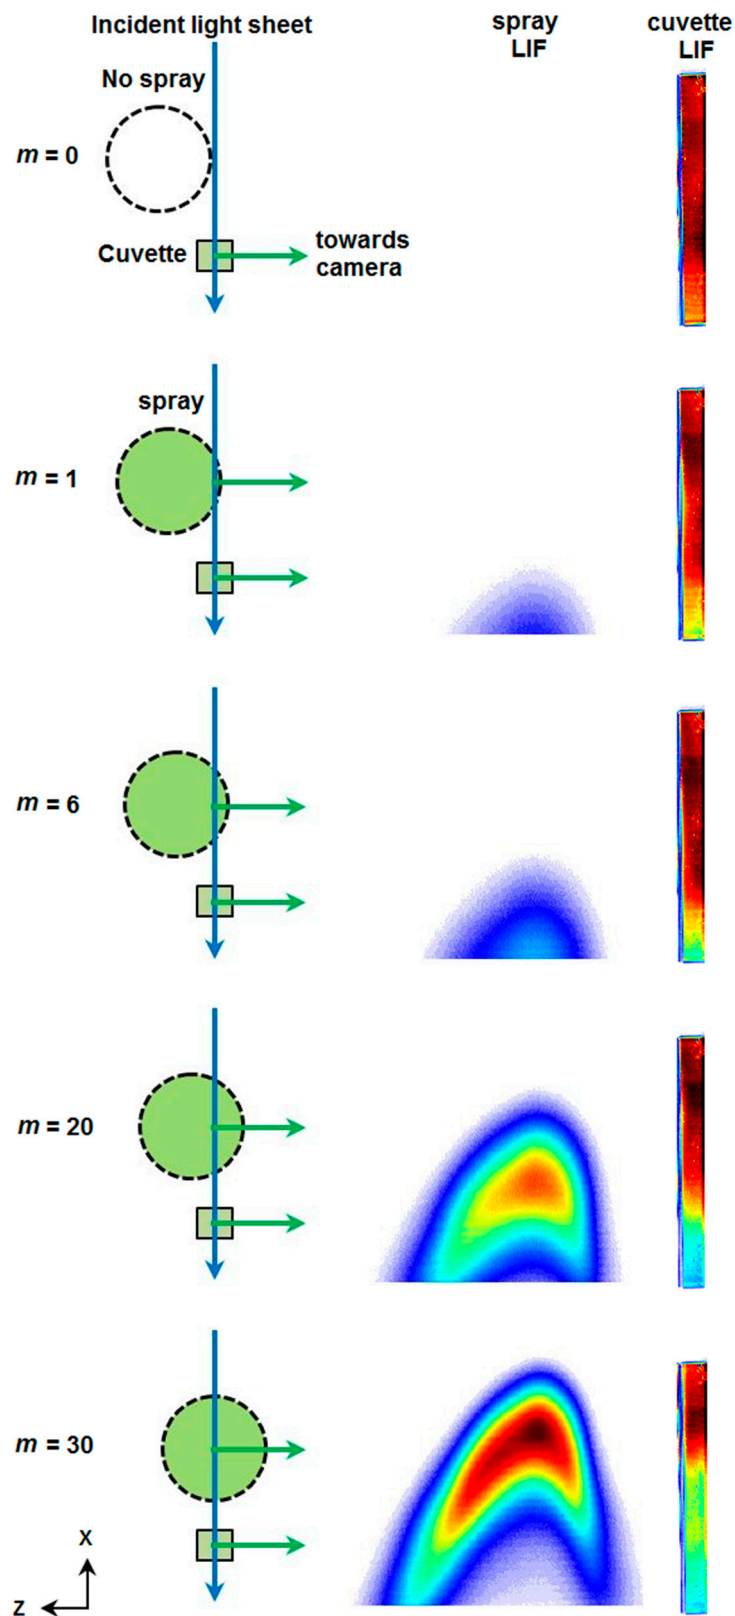 Incident light sheet
spray
LIF
cuvette
LIF
No spray
m = 0
Cuvette
towards
camera
spray
m = 1
m = 6
m = 20
m = 30
X
Z